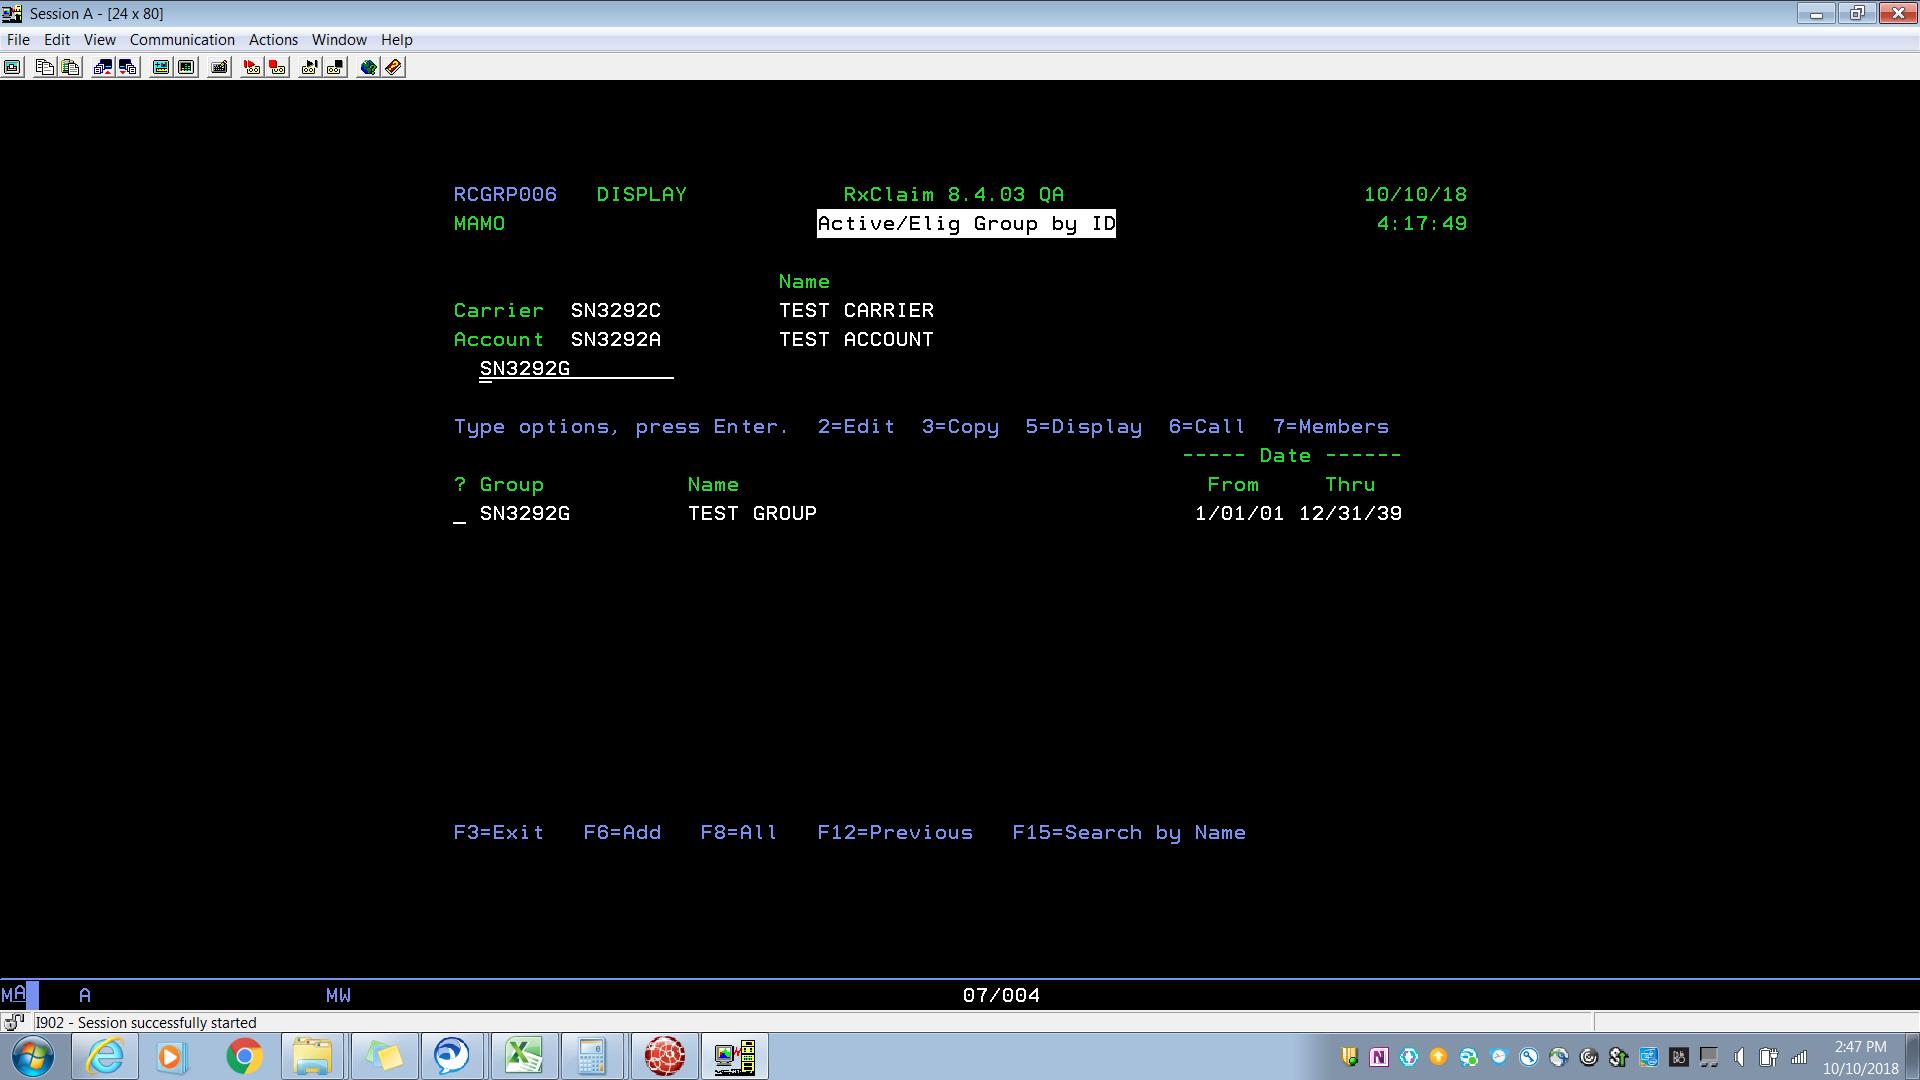 Session A - [24 x 80]
File Edit View Communication Actions Window Help
RCGRP006 DISPLAY RxClaim 8.4.03 QA 10/10/18
MAMO Active/Elig Group by ID 4:17:49
Name
Carrier SN3292C TEST CARRIER
Account SN3292A TEST ACCOUNT
SN3292G
Type options, press Enter. 2=Edit 3=Copy 5=Display 6=Call 7=Members
----- Date ------
? Group Name From Thru
_ SN3292G TEST GROUP 1/01/01 12/31/39
F3=Exit F6=Add F8=All F12=Previous F15=Search by Name
MA A MW 07/004
I902 - Session successfully started
2:47 PM
10/10/2018